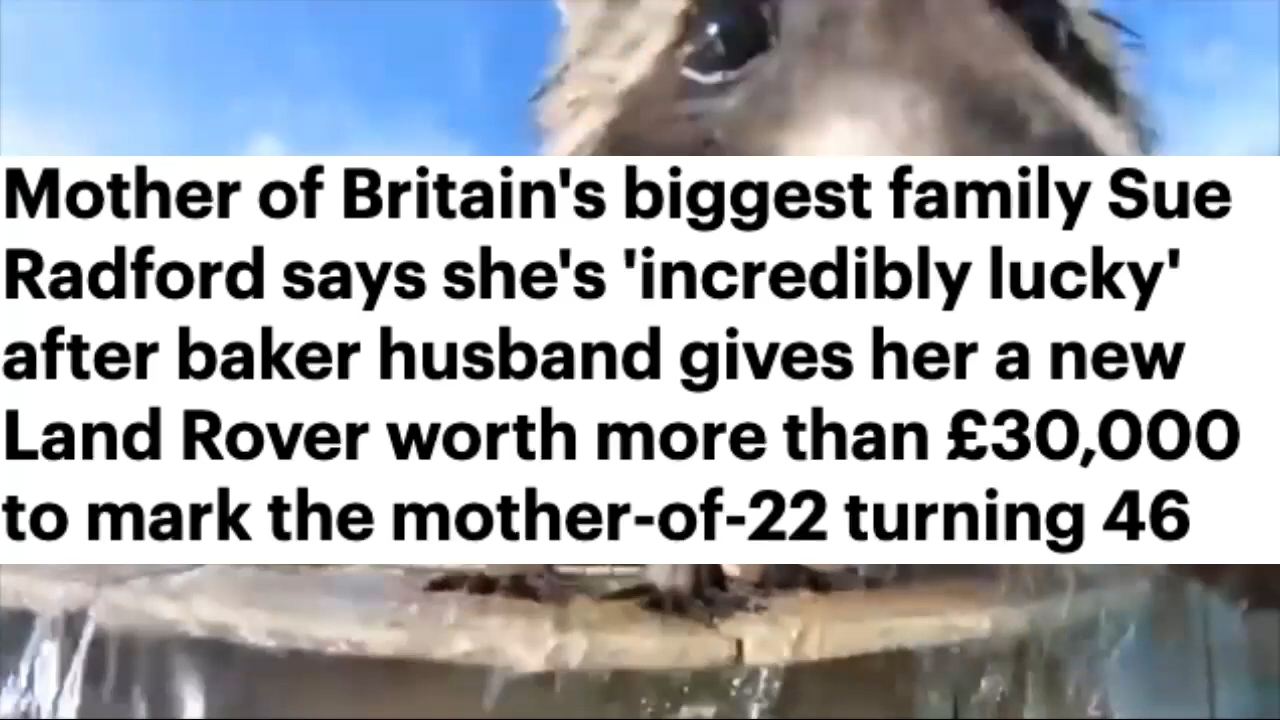 Mother of Britain's biggest family Sue
Radford says she's 'incredibly lucky'
after baker husband gives her a new
Land Rover worth more than £30,000
to mark the mother-of-22 turning 46